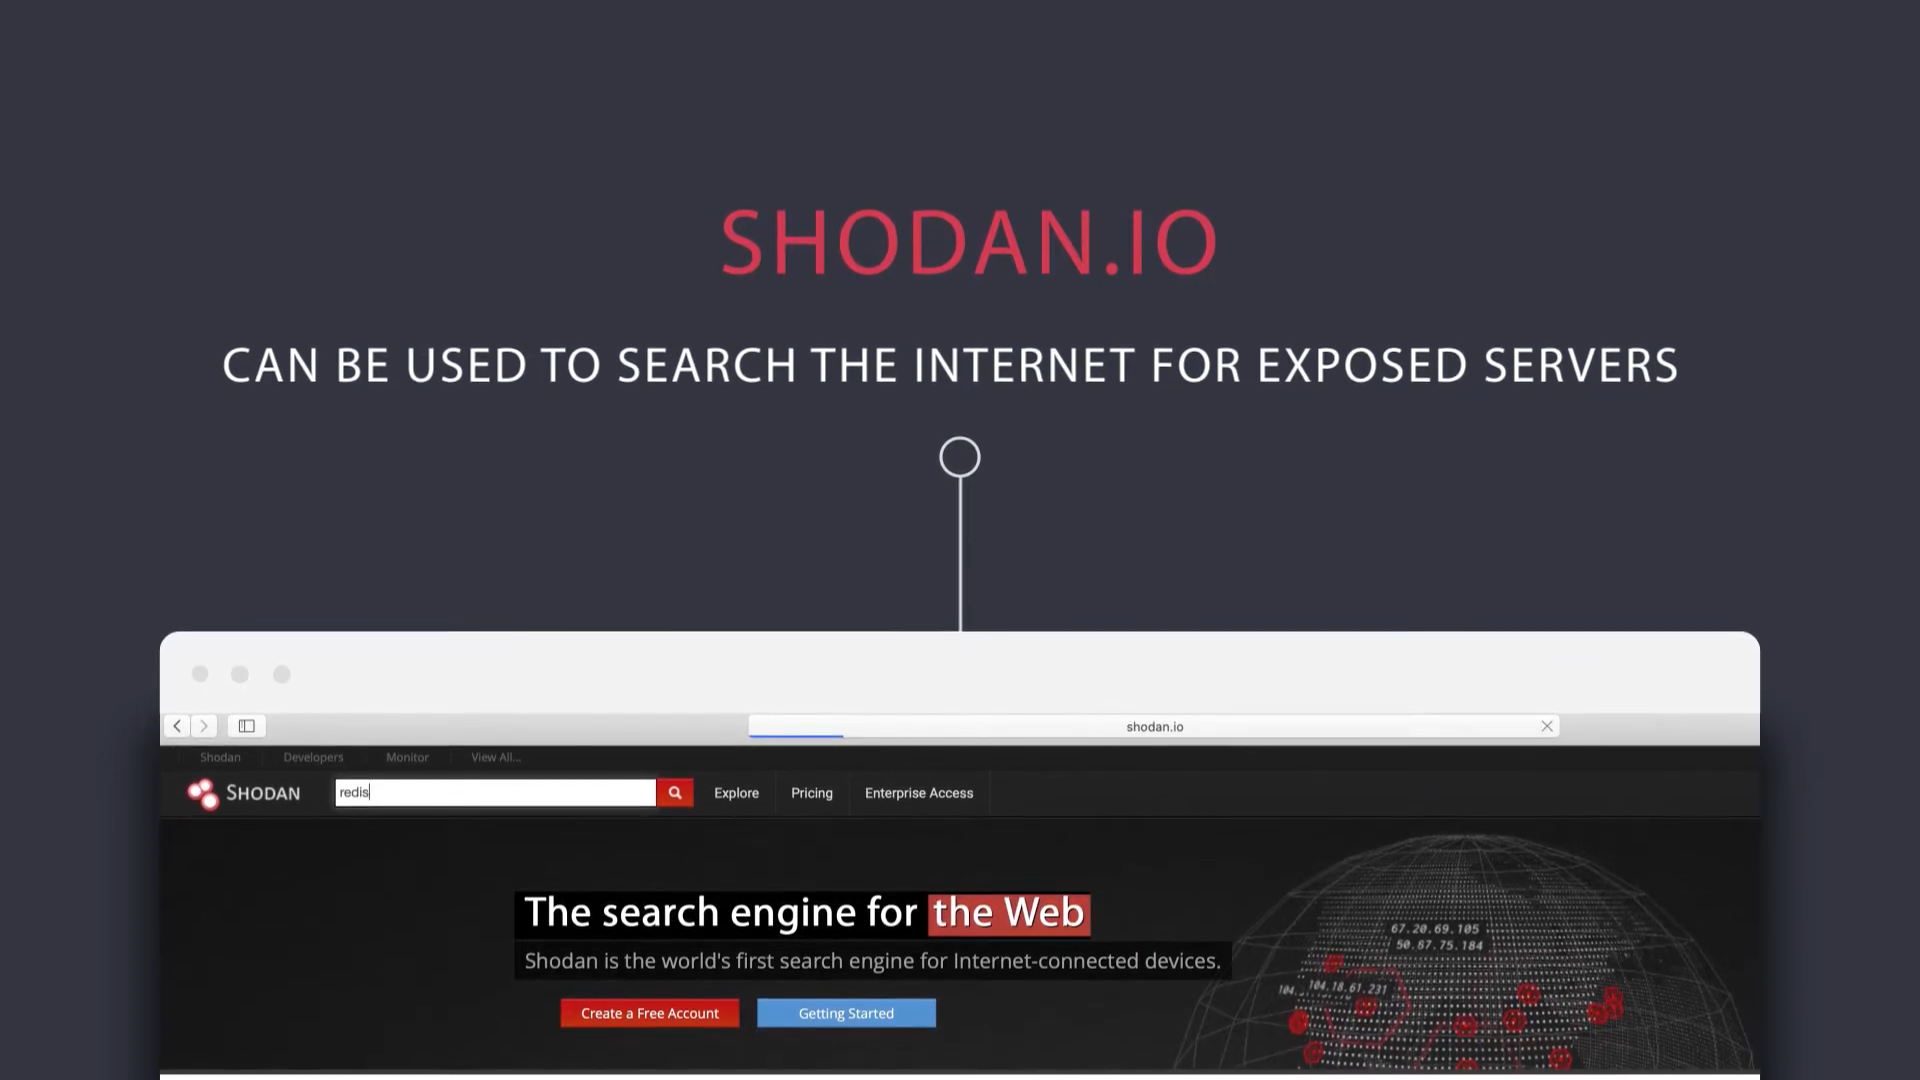 SHODAN.IO
CAN BE USED TO SEARCH THE INTERNET FOR EXPOSED SERVERS
shodan.io
Shodan Developers Monitor View All...
SHODAN redis Explore Pricing Enterprise Access
The search engine for the Web
Shodan is the world's first search engine for Internet-connected devices.
Create a Free Account Getting Started
67.20.69.105
50.87.75.184
104.. 104.18.61.231